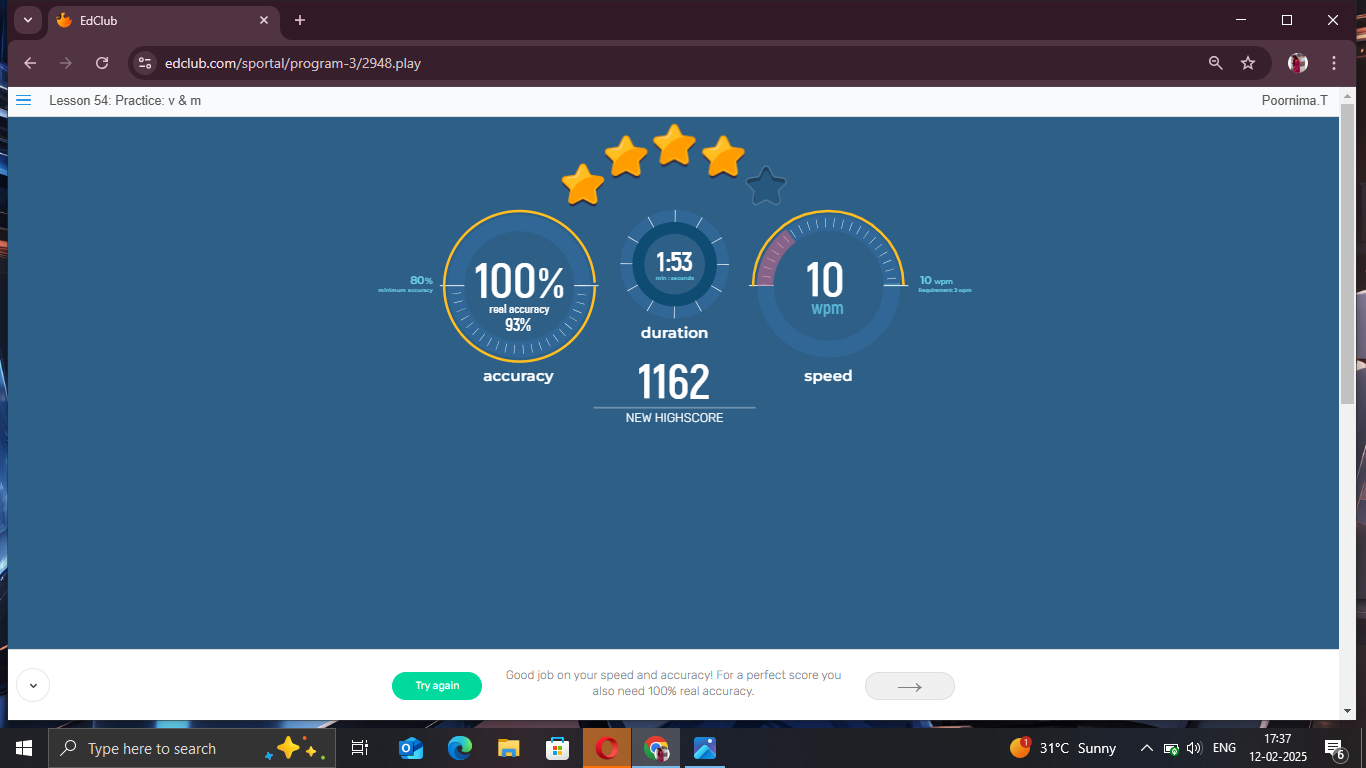 EdClub
edclub.com/sportal/program-3/2948.play
Lesson 54: Practice: v & m
Poornima.T
100%
real accuracy
93%
80%
minimum accuracy
accuracy
1:53
min : seconds
duration
10
wpm
10 wpm
Requirement: 3 wpm
speed
1162
NEW HIGHSCORE
Try again
Good job on your speed and accuracy! For a perfect score you
also need 100% real accuracy.
Type here to search
1
31°C Sunny
ENG
17:37
12-02-2025
6